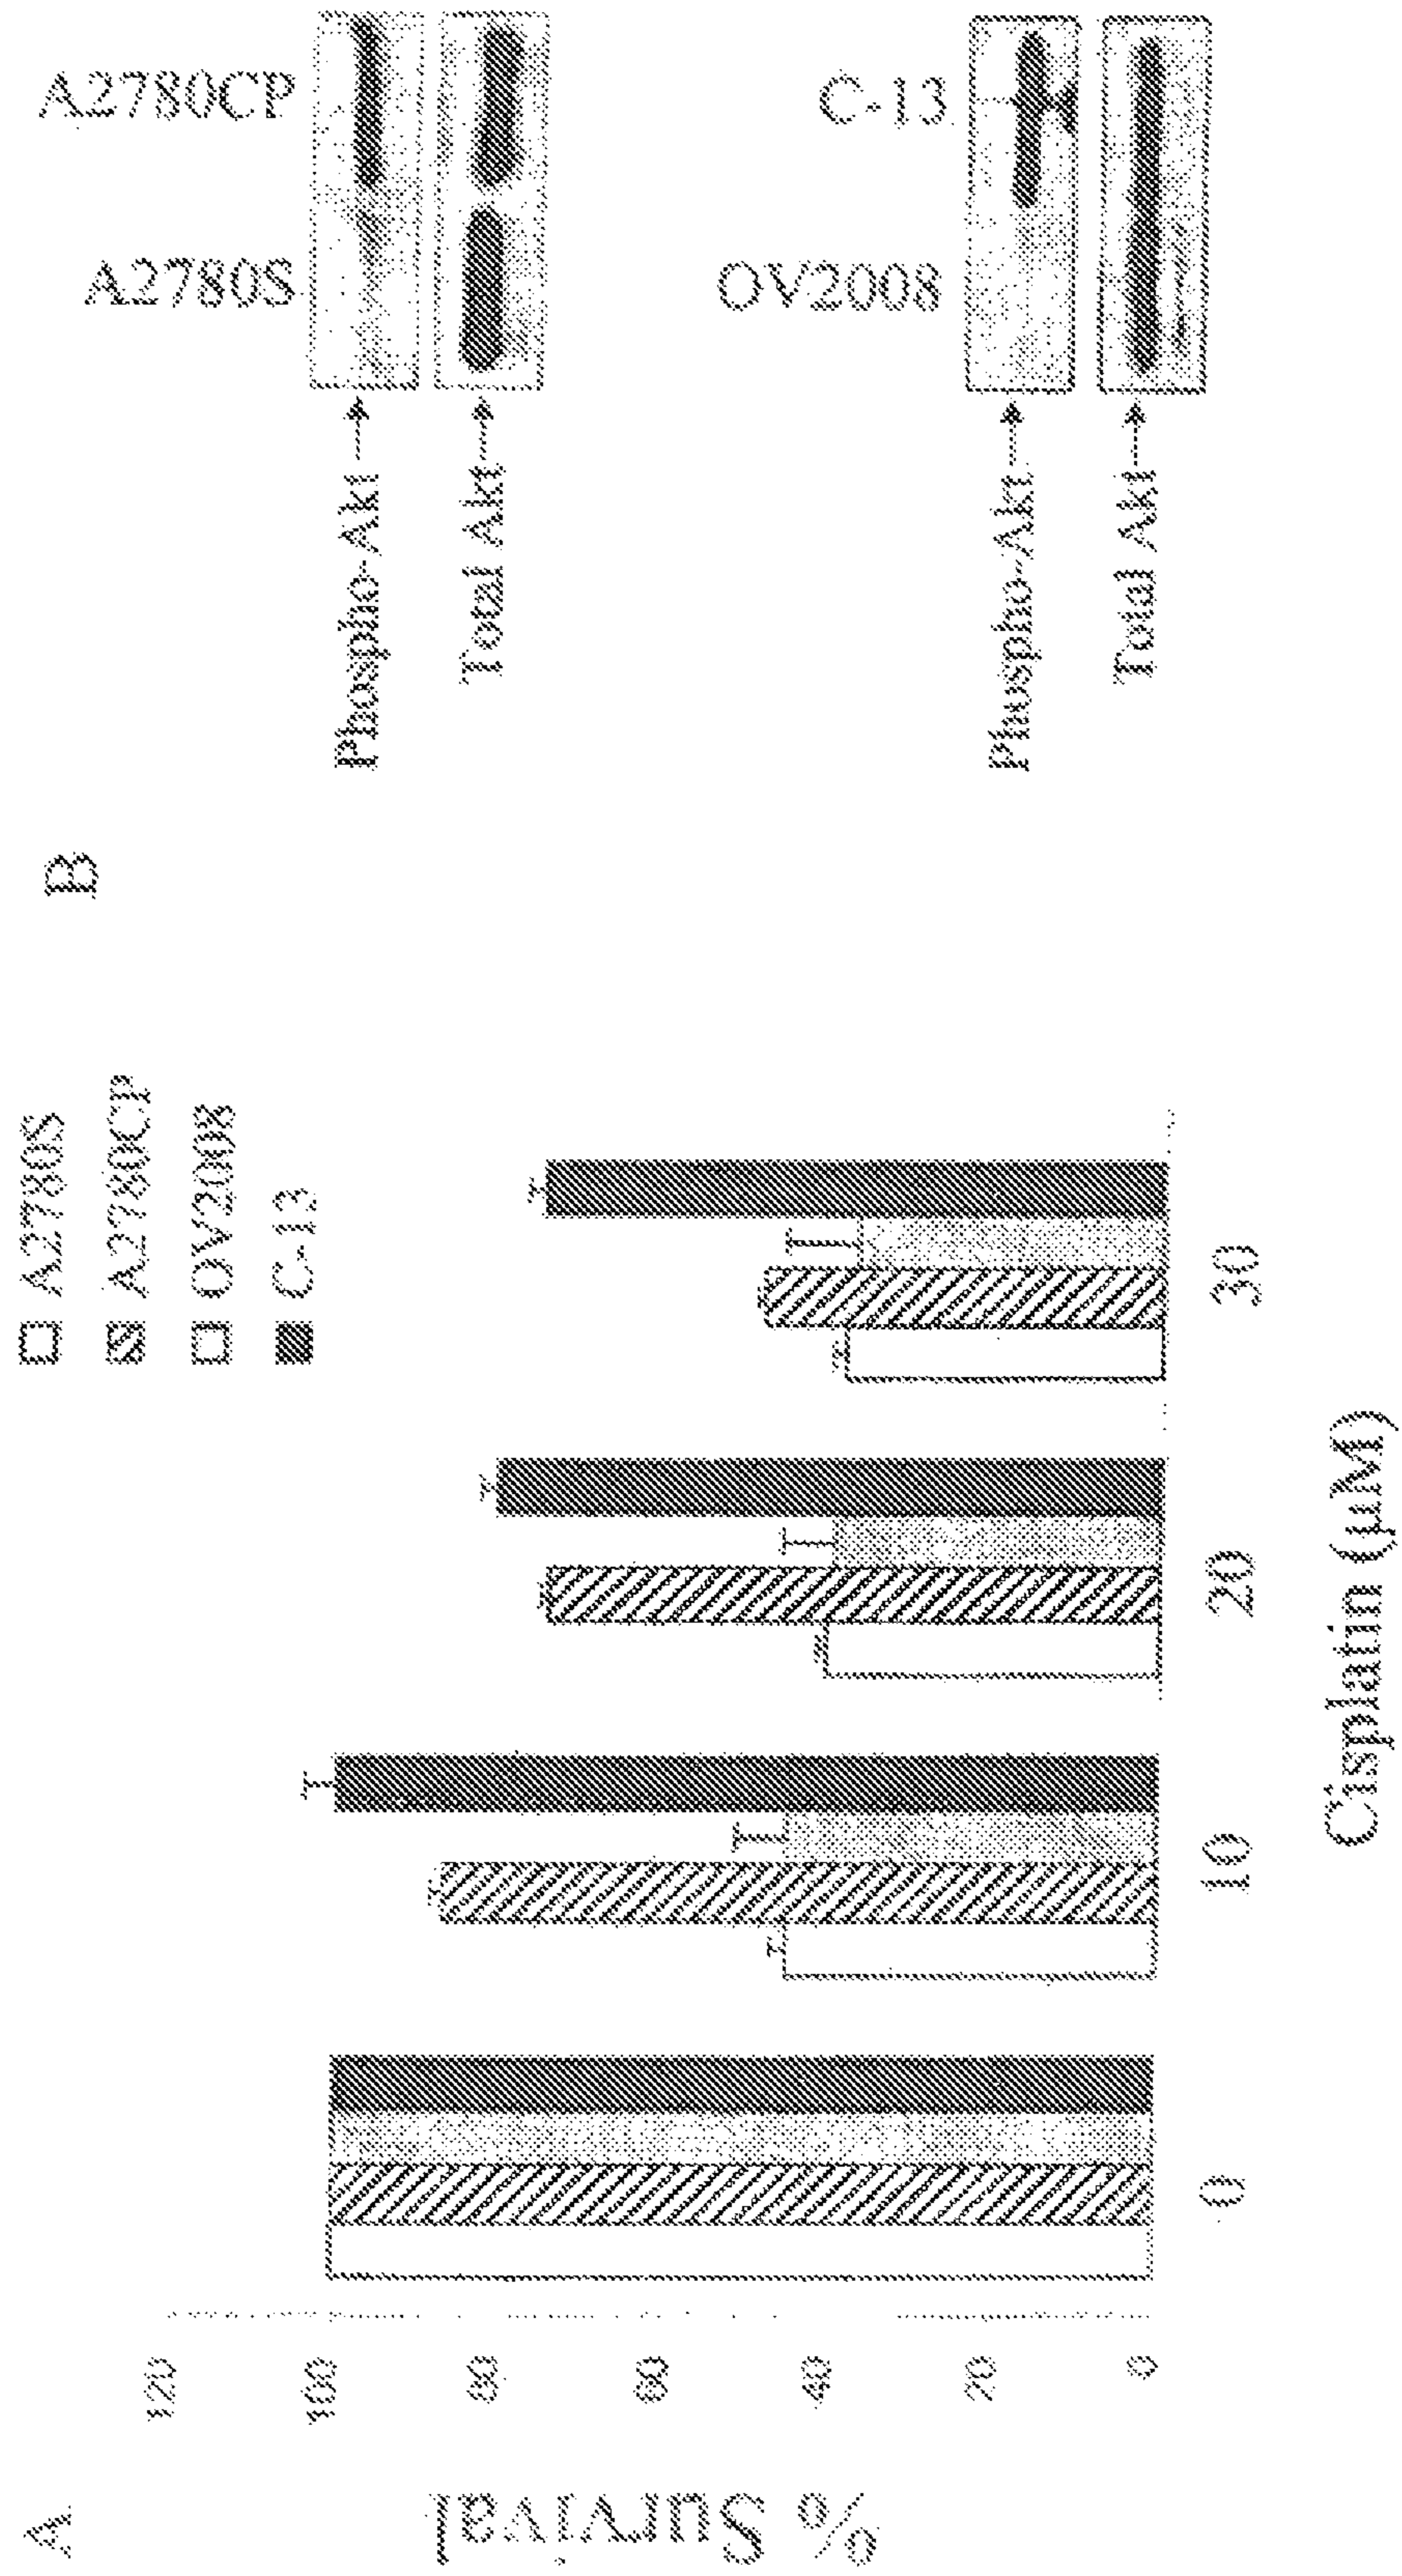 A
% Survival
120
100
80
60
40
20
0
0
10
20
30
Cisplatin (µM)
A2780S
A2780CP
OV2008
C-13
B
A2780S
A2780CP
Phospho-Akt
Total Akt
OV2008
C-13
Phospho-Akt
Total Akt